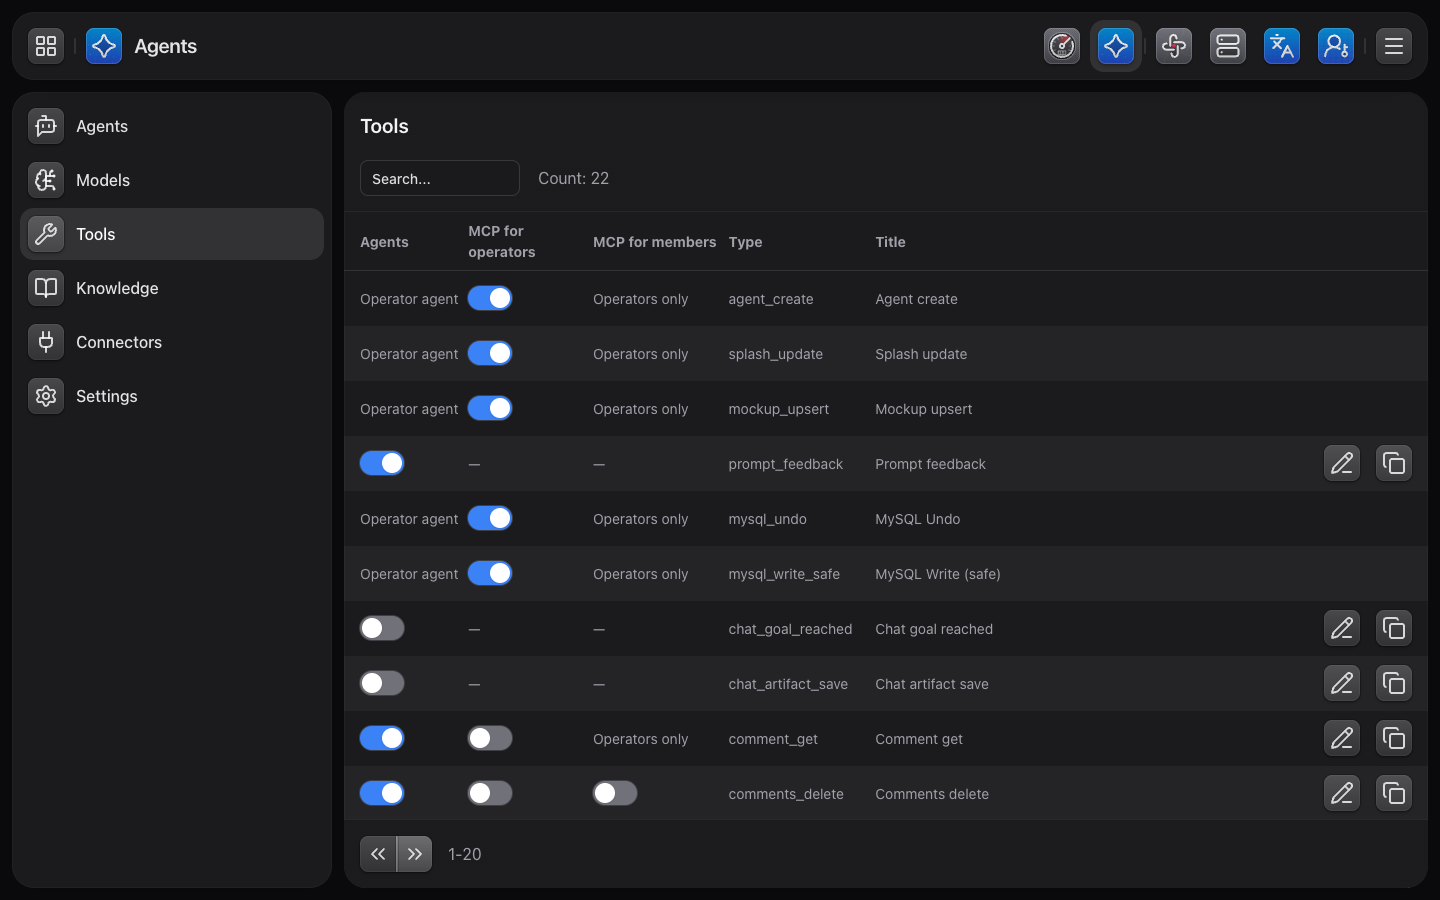 Agents
Agents
Models
Tools
Knowledge
Connectors
Settings
Tools
Search...
Count: 22
Agents
MCP for operators
MCP for members
Type
Title
Operator agent
Operators only
agent_create
Agent create
Operator agent
Operators only
splash_update
Splash update
Operator agent
Operators only
mockup_upsert
Mockup upsert
—
—
prompt_feedback
Prompt feedback
Operator agent
Operators only
mysql_undo
MySQL Undo
Operator agent
Operators only
mysql_write_safe
MySQL Write (safe)
—
—
chat_goal_reached
Chat goal reached
—
—
chat_artifact_save
Chat artifact save
Operators only
comment_get
Comment get
comments_delete
Comments delete
1-20